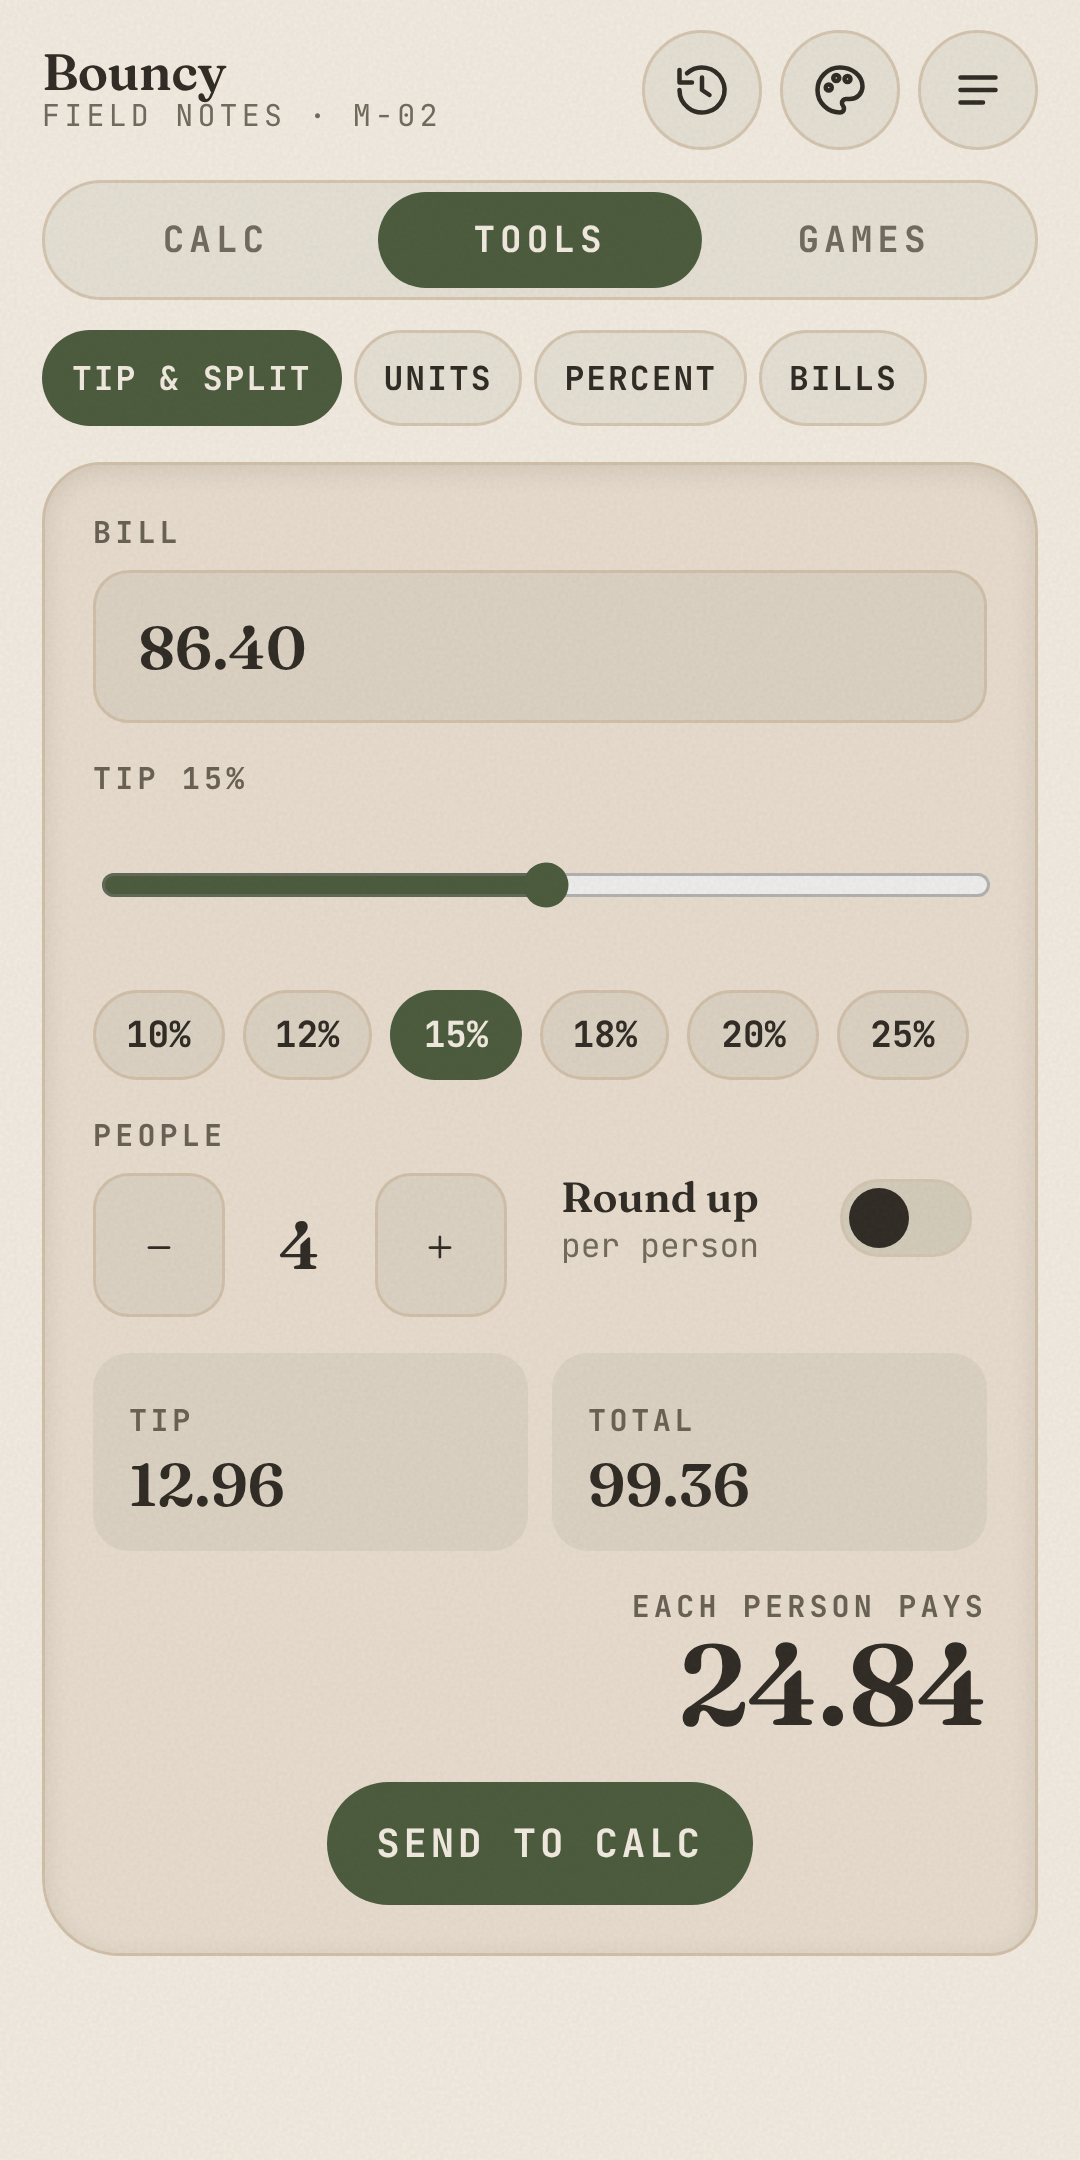 Bouncy
FIELD NOTES · M-02
CALC TOOLS GAMES
TIP & SPLIT UNITS PERCENT BILLS
BILL
86.40
TIP 15%
10% 12% 15% 18% 20% 25%
PEOPLE
− 4 +
Round up
per person
TIP
12.96
TOTAL
99.36
EACH PERSON PAYS
24.84
SEND TO CALC